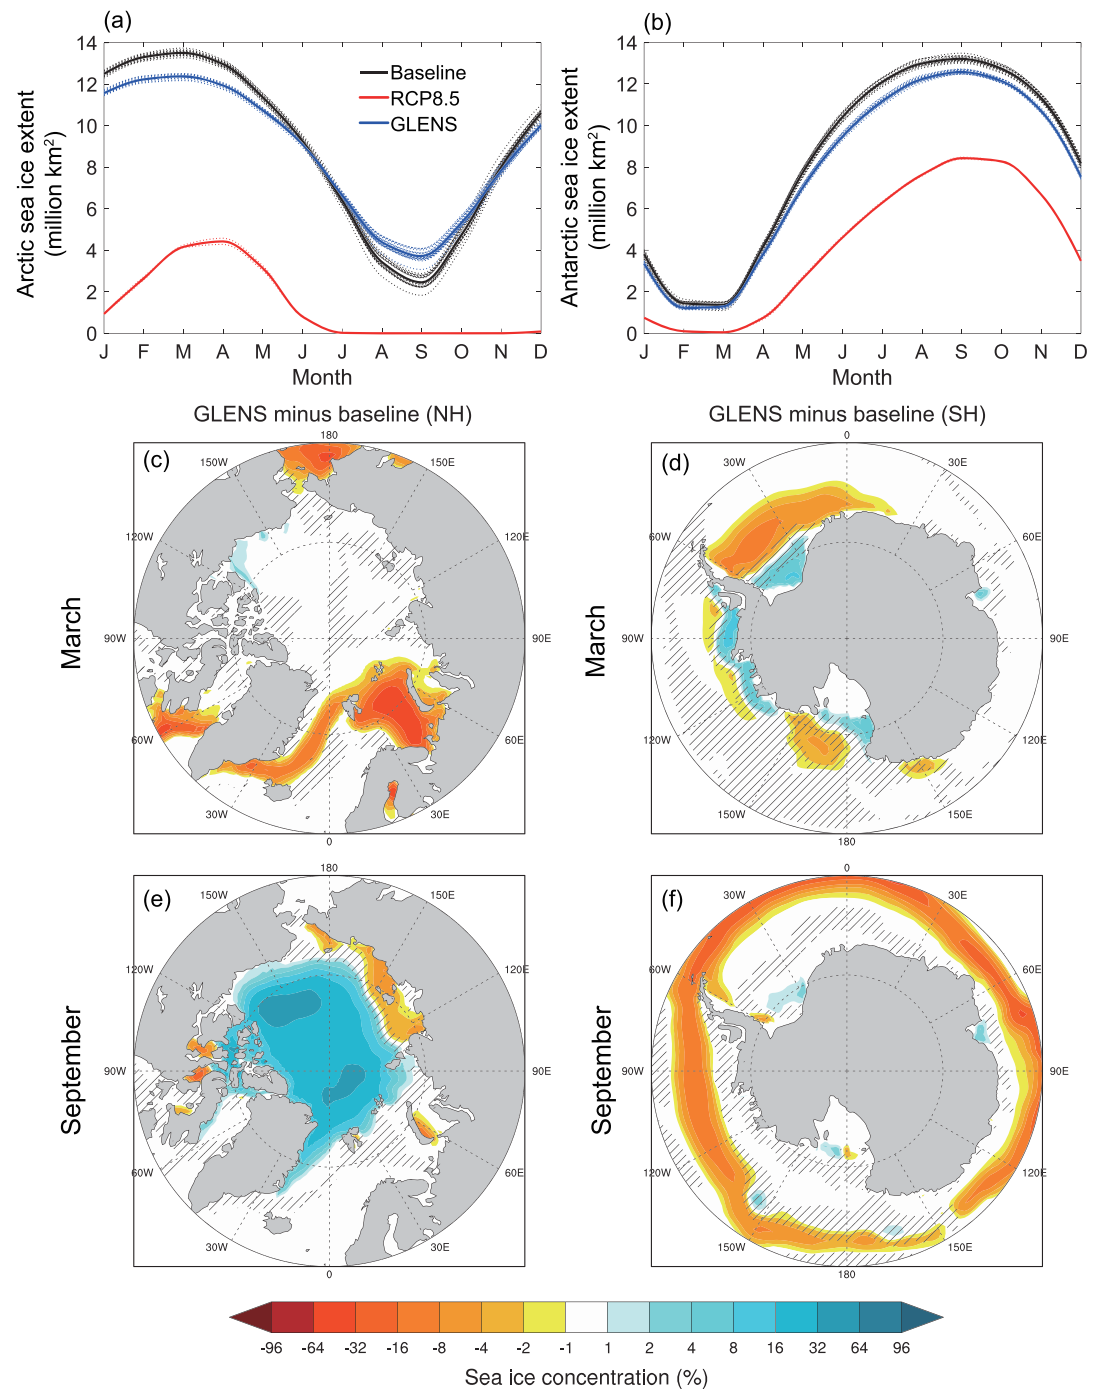 (a)
14
12
10
8
6
4
2
0
Arctic sea ice extent
(million km2)
Baseline
RCP8.5
GLENS
J F M A M J J A S O N D
Month
(b)
14
12
10
8
6
4
2
0
Antarctic sea ice extent
(million km2)
J F M A M J J A S O N D
Month
GLENS minus baseline (NH)
GLENS minus baseline (SH)
March
(c)
180
150W
150E
120W
120E
90W
90E
60W
60E
30W
30E
0
March
(d)
0
30W
30E
60W
60E
90W
90E
120W
120E
150W
150E
180
September
(e)
180
150W
150E
120W
120E
90W
90E
60W
60E
30W
30E
0
September
(f)
0
30W
30E
60W
60E
90W
90E
120W
120E
150W
150E
180
-96 -64 -32 -16 -8 -4 -2 -1 1 2 4 8 16 32 64 96
Sea ice concentration (%)